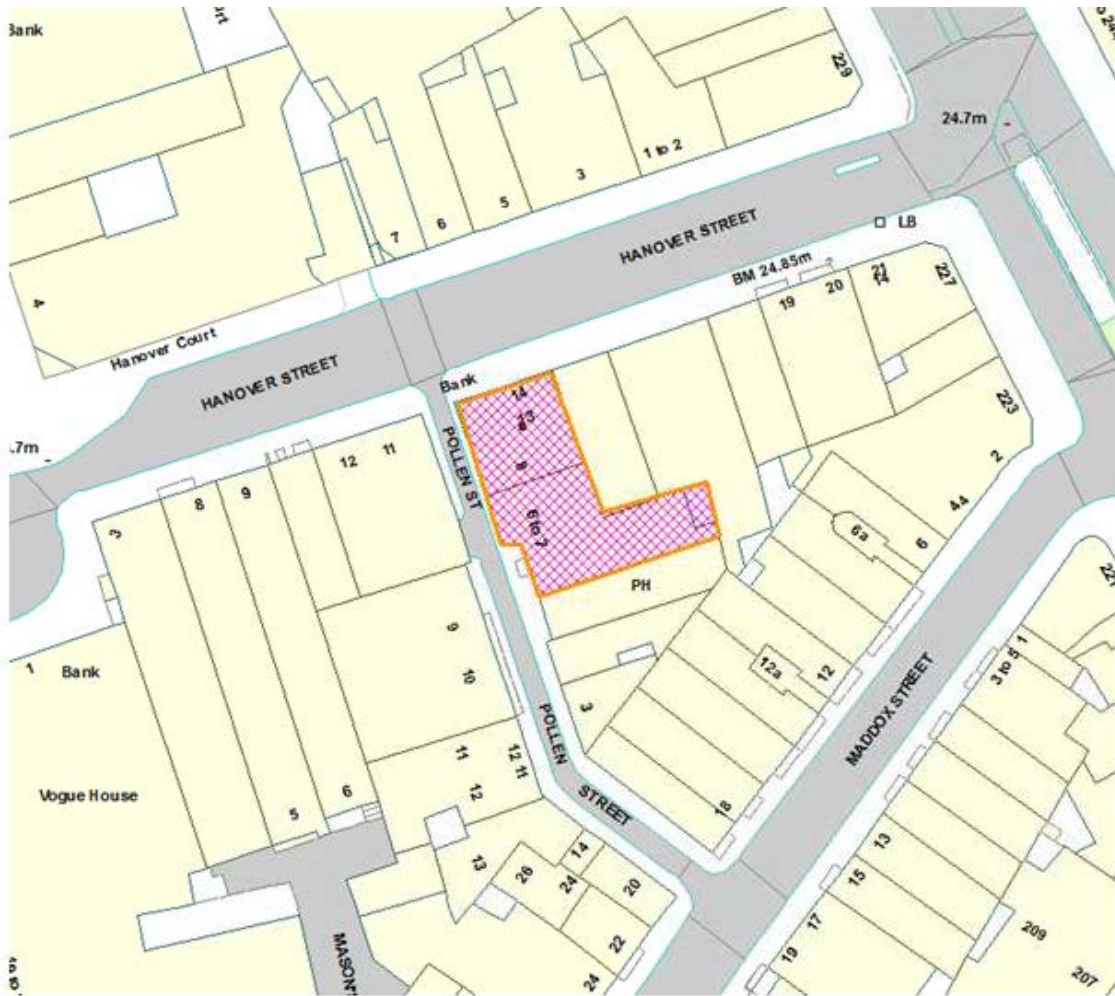 Bank
229
24.7m
1 to 2
3
5
6
7
HANOVER STREET
LB
BM 24.85m
4
Hanover Court
21
20
19
227
HANOVER STREET
Bank
14
13
8
223
.7m
POLLEN ST
11
12
9
8
3
2
44
6 to 7
6a
6
PH
9
10
12a
12
1
Bank
MADDOX STREET
1
3 to 5
3
POLLEN
11
12
12
11
Vogue House
6
5
18
STREET
13
14
26
24
20
13
15
22
17
19
24
209
207
MASON'